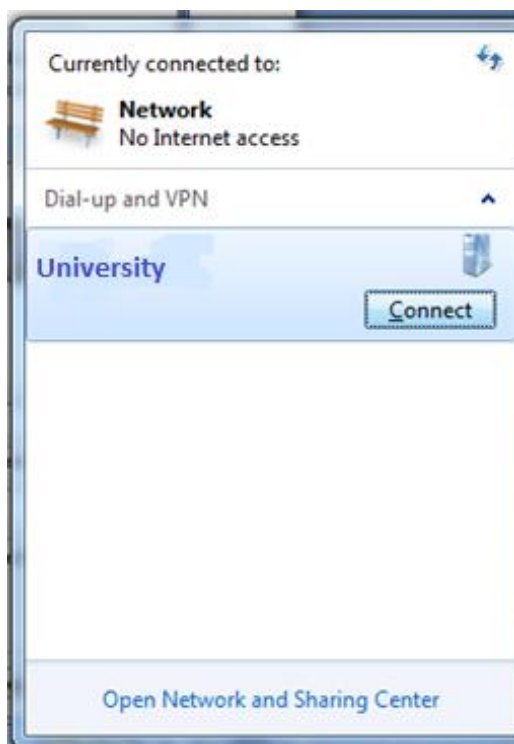 Currently connected to:
Network
No Internet access
Dial-up and VPN
University
Connect
Open Network and Sharing Center